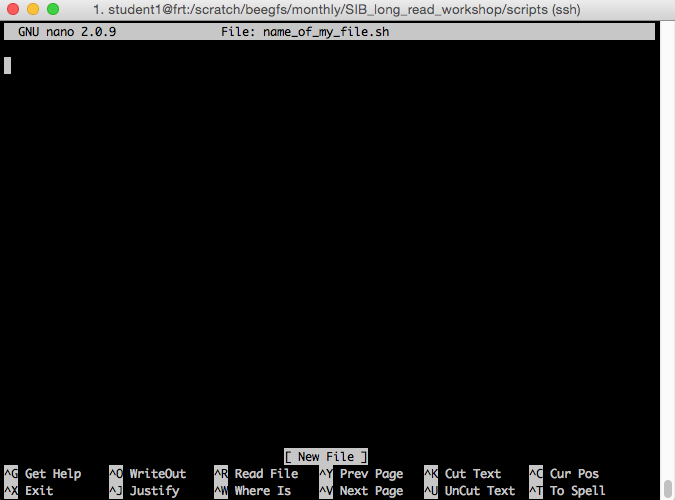 1. student1@frt:/scratch/beegfs/monthly/SIB_long_read_workshop/scripts (ssh)
GNU nano 2.0.9 File: name_of_my_file.sh
[ New File ]
^G Get Help ^O WriteOut ^R Read File ^Y Prev Page ^K Cut Text ^C Cur Pos
^X Exit ^J Justify ^W Where Is ^V Next Page ^U UnCut Text ^T To Spell